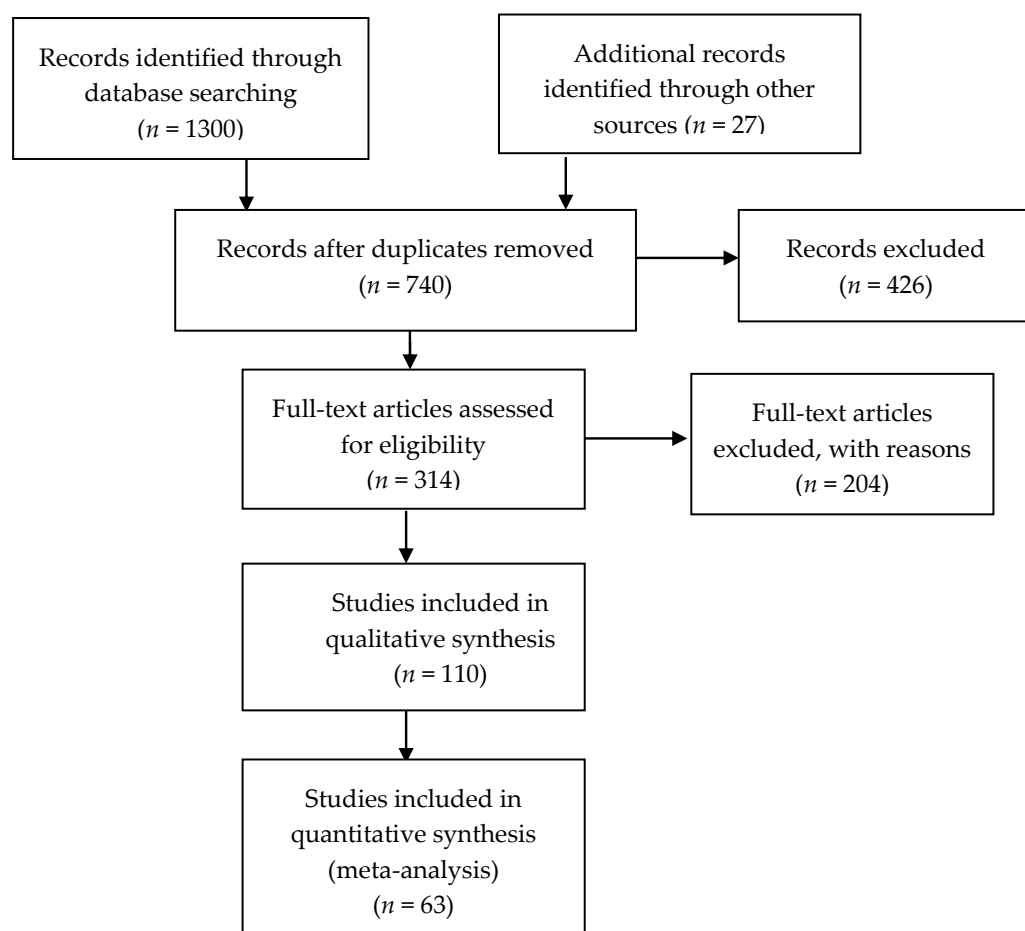 Records identified through
database searching
(n = 1300)
Additional records
identified through other
sources (n = 27)
Records after duplicates removed
(n = 740)
Records excluded
(n = 426)
Full-text articles assessed
for eligibility
(n = 314)
Full-text articles
excluded, with reasons
(n = 204)
Studies included in
qualitative synthesis
(n = 110)
Studies included in
quantitative synthesis
(meta-analysis)
(n = 63)